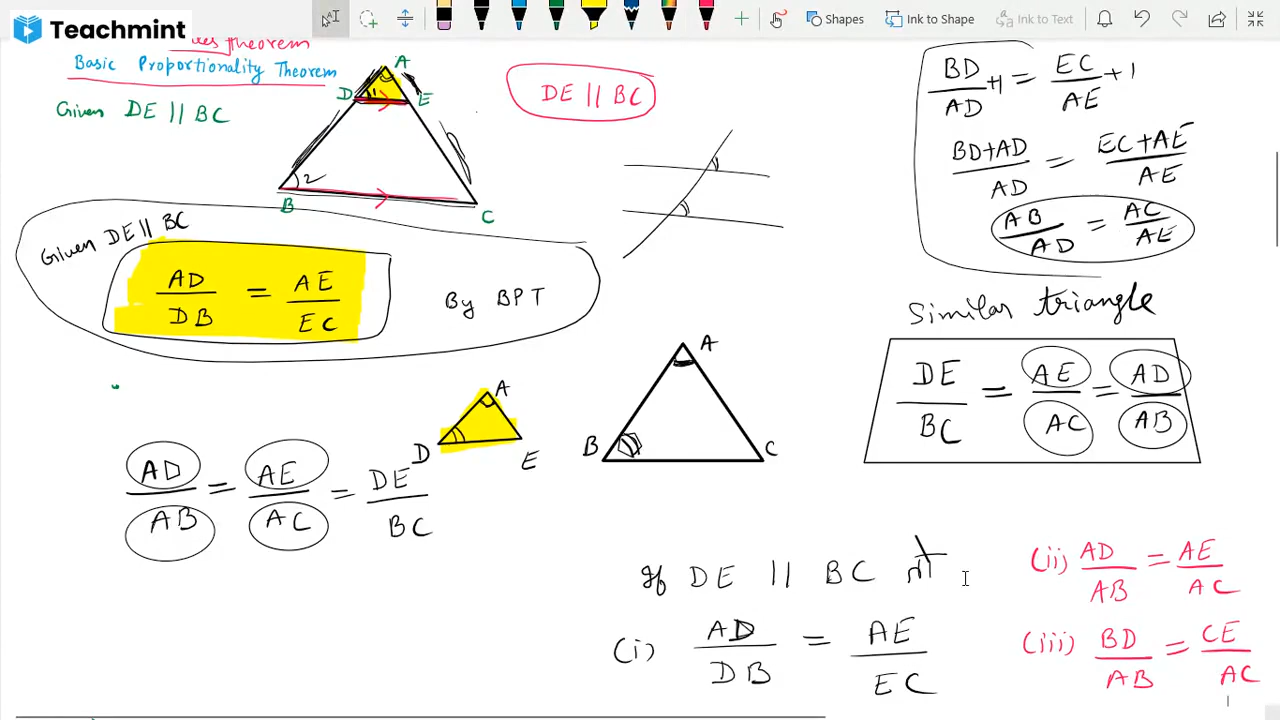 Teachmint
Shapes
Ink to Shape
Ink to Text
Theorem
Basic Proportionality Theorem
Given DE || BC
A
D
1
E
2
B
C
DE || BC
BD/AD + 1 = EC/AE + 1
BD+AD/AD = EC+AE/AE
AB/AD = AC/AE
Given DE || BC
AD/DB = AE/EC
By BPT
Similar triangle
DE/BC = AE/AC = AD/AB
A
D
E
A
B
C
AD/AB = AE/AC = DE/BC
If DE || BC
(i) AD/DB = AE/EC
(ii) AD/AB = AE/AC
(iii) BD/AB = CE/AC